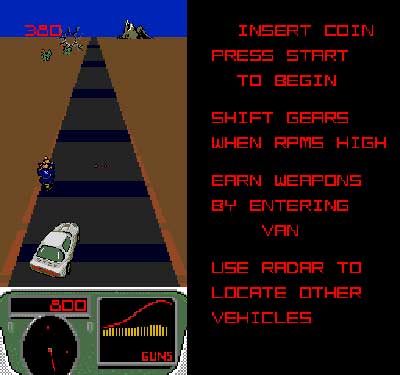 380
INSERT COIN
PRESS START
TO BEGIN
SHIFT GEARS
WHEN RPMS HIGH
EARN WEAPONS
BY ENTERING
VAN
USE RADAR TO
LOCATE OTHER
VEHICLES
800
GUNS